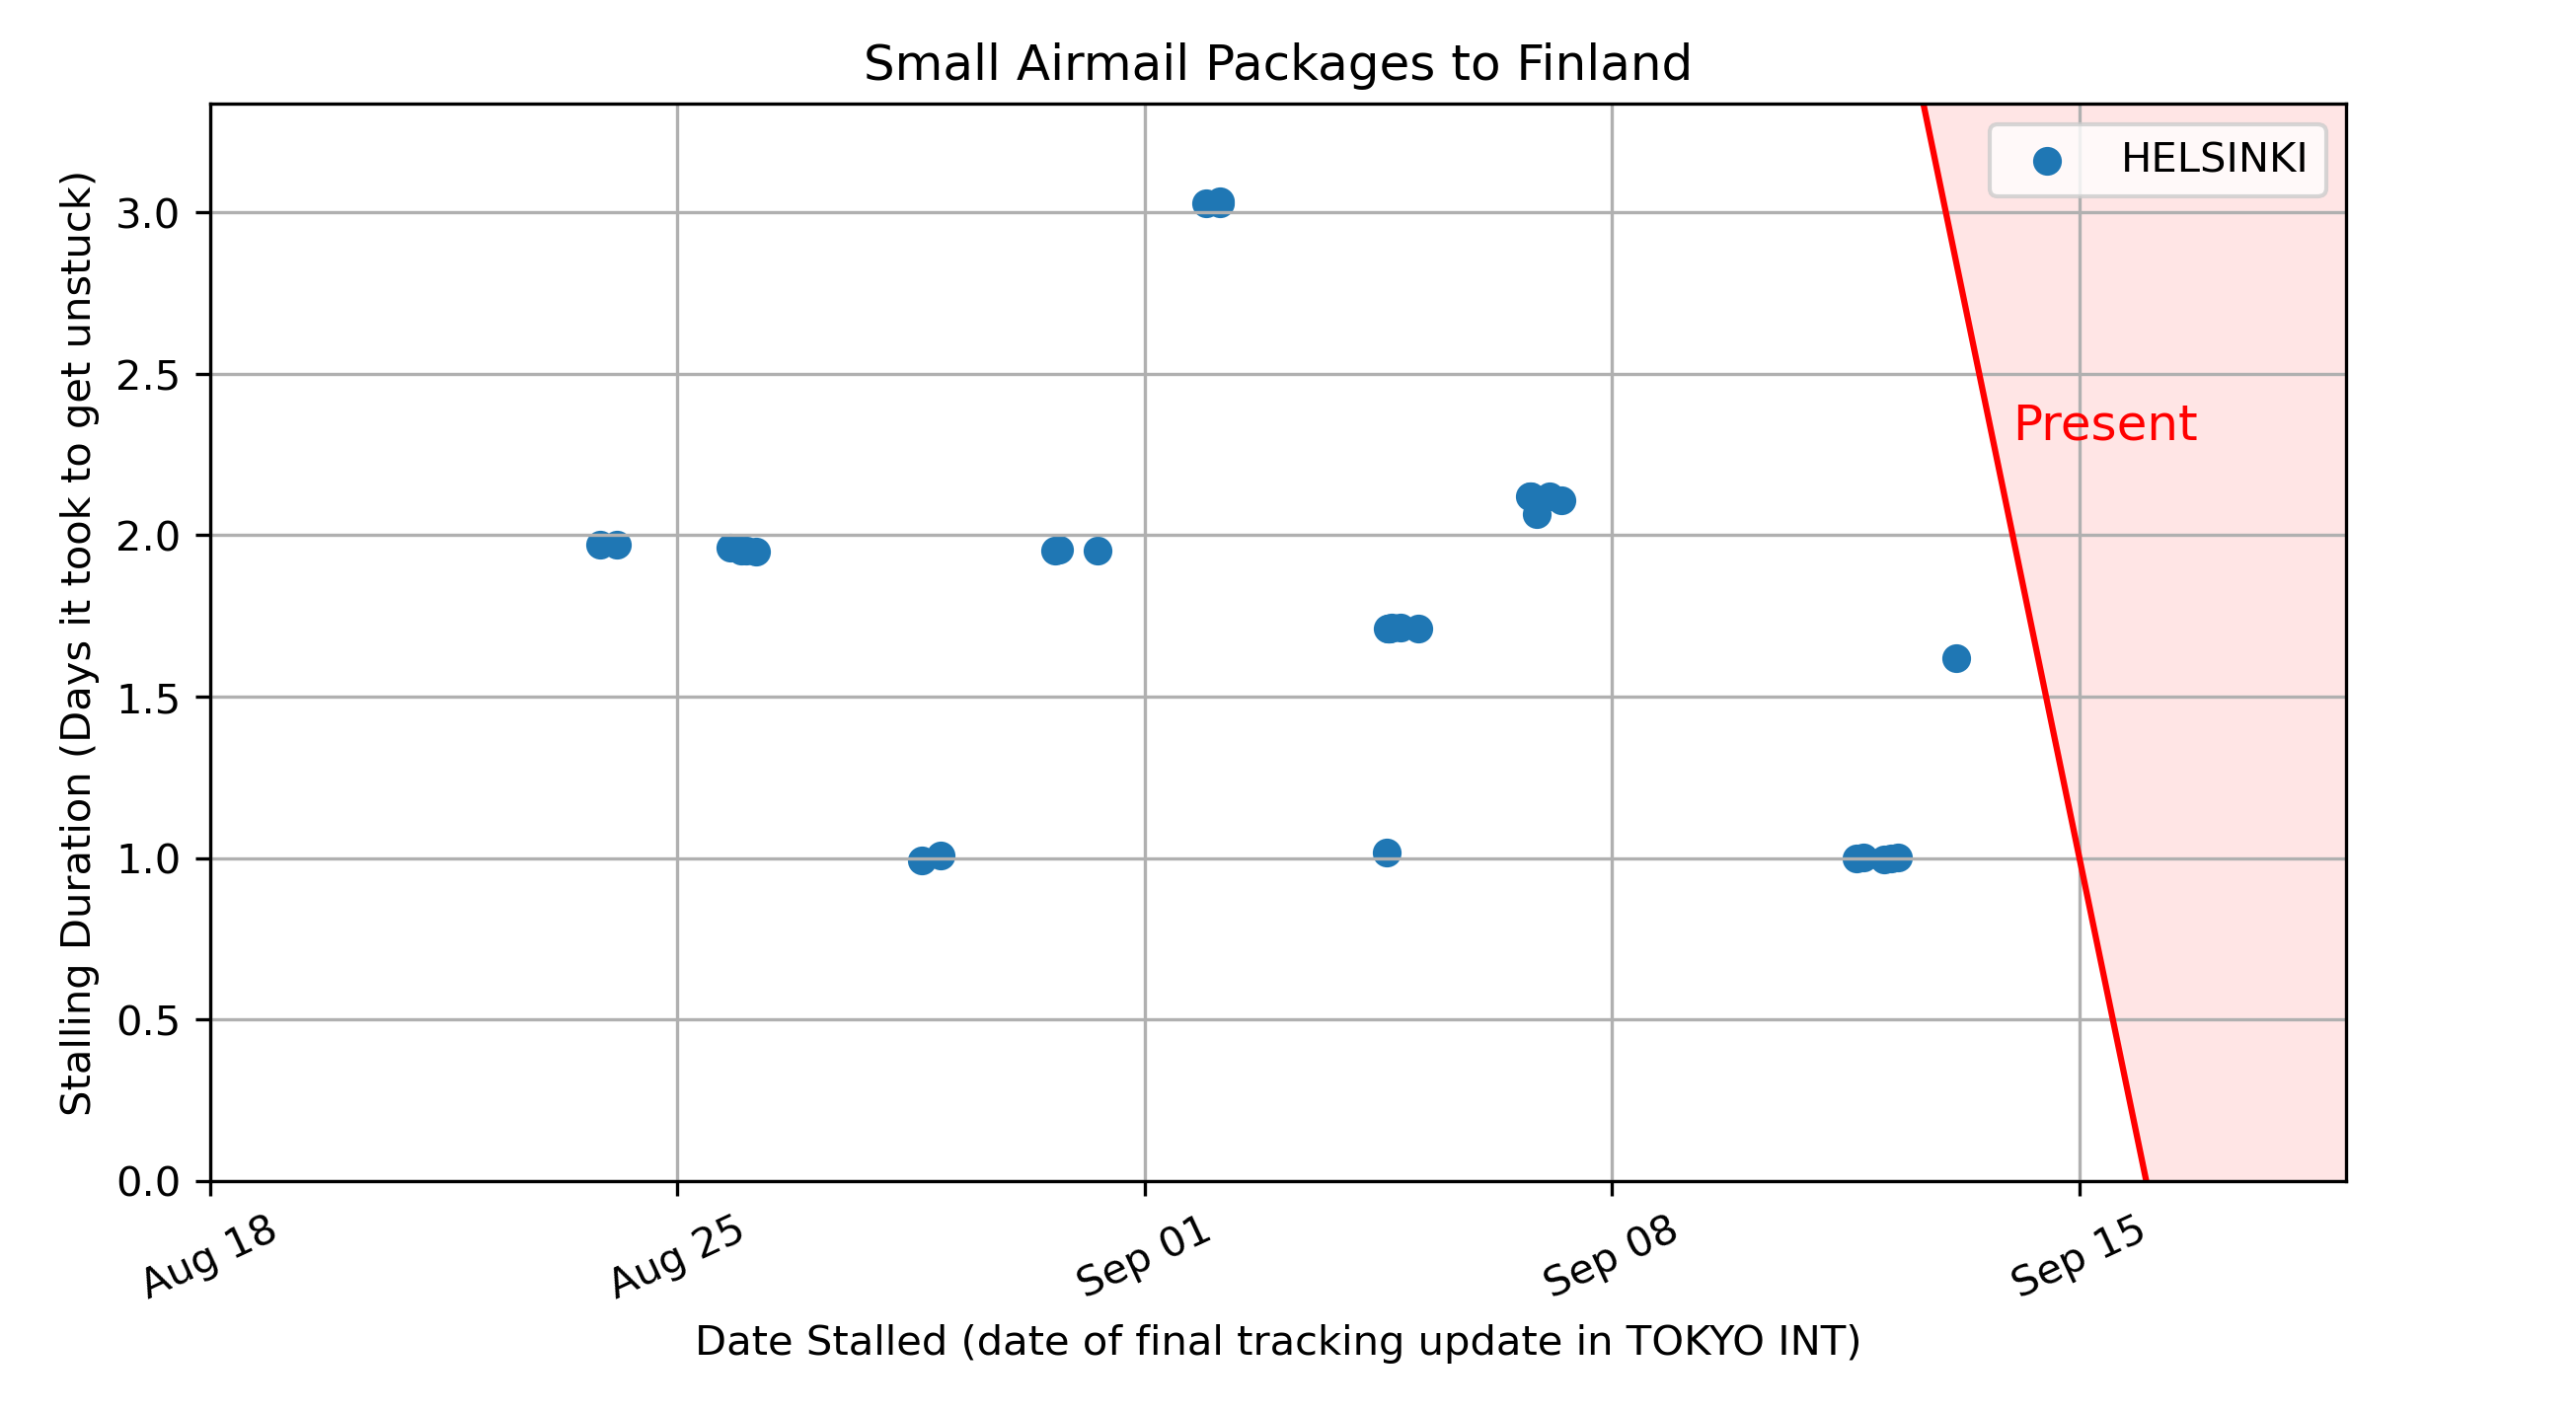 Small Airmail Packages to Finland
HELSINKI
Present
Stalling Duration (Days it took to get unstuck)
3.0
2.5
2.0
1.5
1.0
0.5
0.0
Aug 18
Aug 25
Sep 01
Sep 08
Sep 15
Date Stalled (date of final tracking update in TOKYO INT)